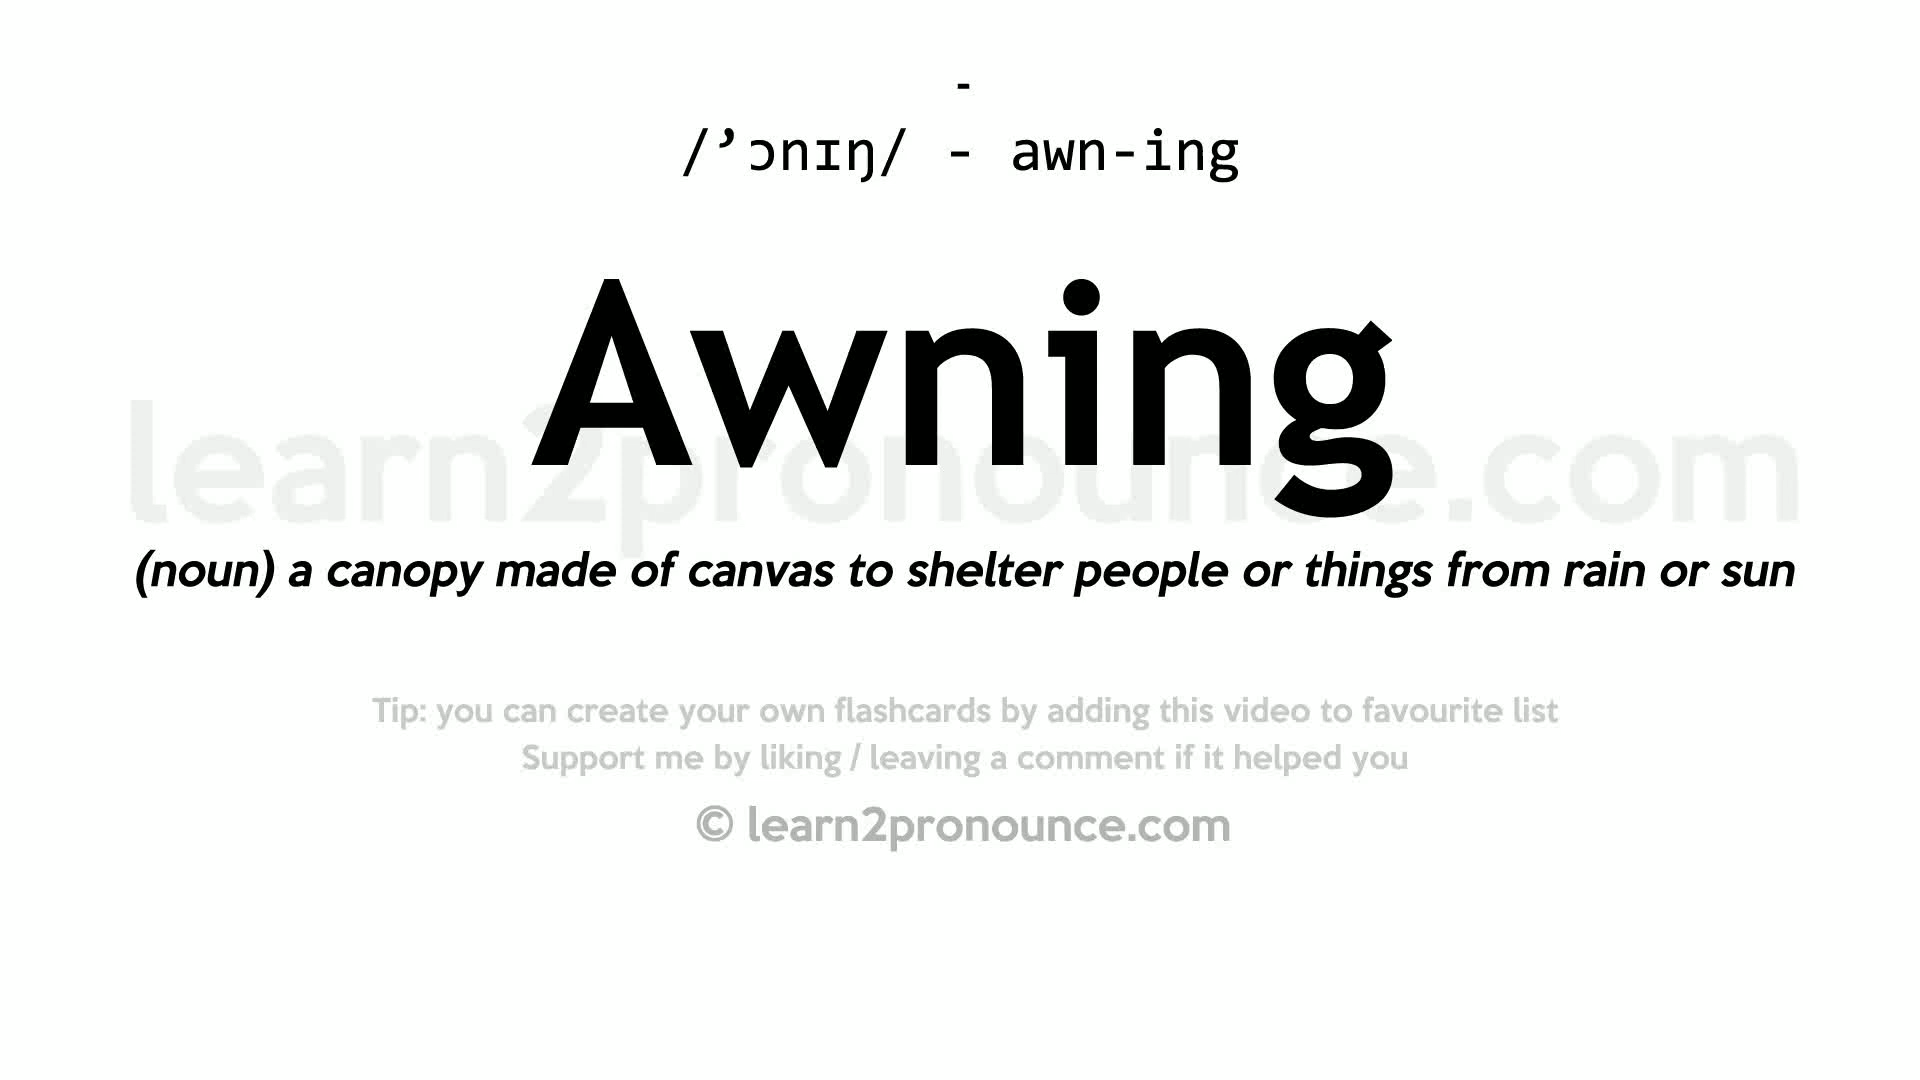 -
/’ɔnɪŋ/ - awn-ing
Awning
learn2pronounce.com
(noun) a canopy made of canvas to shelter people or things from rain or sun
Tip: you can create your own flashcards by adding this video to favourite list
Support me by liking / leaving a comment if it helped you
© learn2pronounce.com